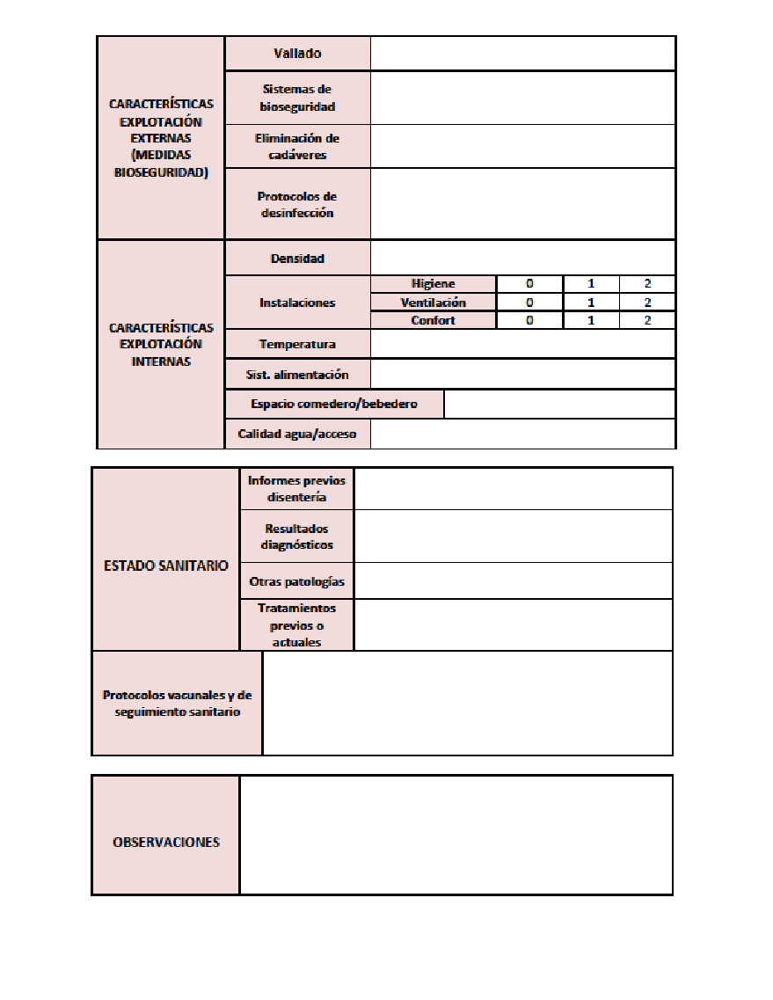 CARACTERÍSTICAS
EXPLOTACIÓN
EXTERNAS
(MEDIDAS
BIOSEGURIDAD)
Vallado
Sistemas de
bioseguridad
Eliminación de
cadáveres
Protocolos de
desinfección
CARACTERÍSTICAS
EXPLOTACIÓN
INTERNAS
Densidad
Instalaciones
Higiene 0 1 2
Ventilación 0 1 2
Confort 0 1 2
Temperatura
Sist. alimentación
Espacio comedero/bebedero
Calidad agua/acceso
ESTADO SANITARIO
Informes previos
disentería
Resultados
diagnósticos
Otras patologías
Tratamientos
previos o
actuales
Protocolos vacunales y de
seguimiento sanitario
OBSERVACIONES